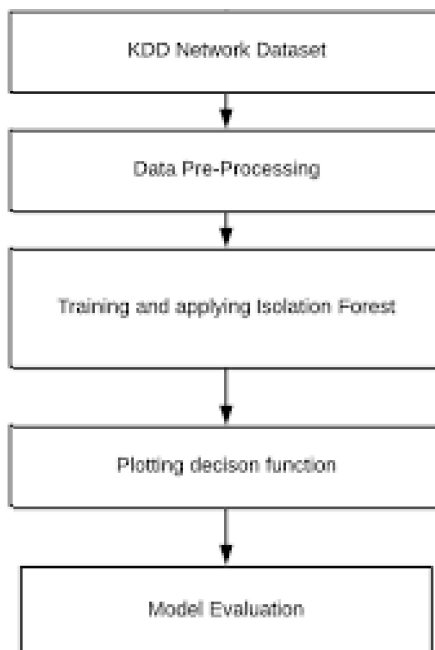 KDD Network Dataset
Data Pre-Processing
Training and applying Isolation Forest
Plotting decison function
Model Evaluation